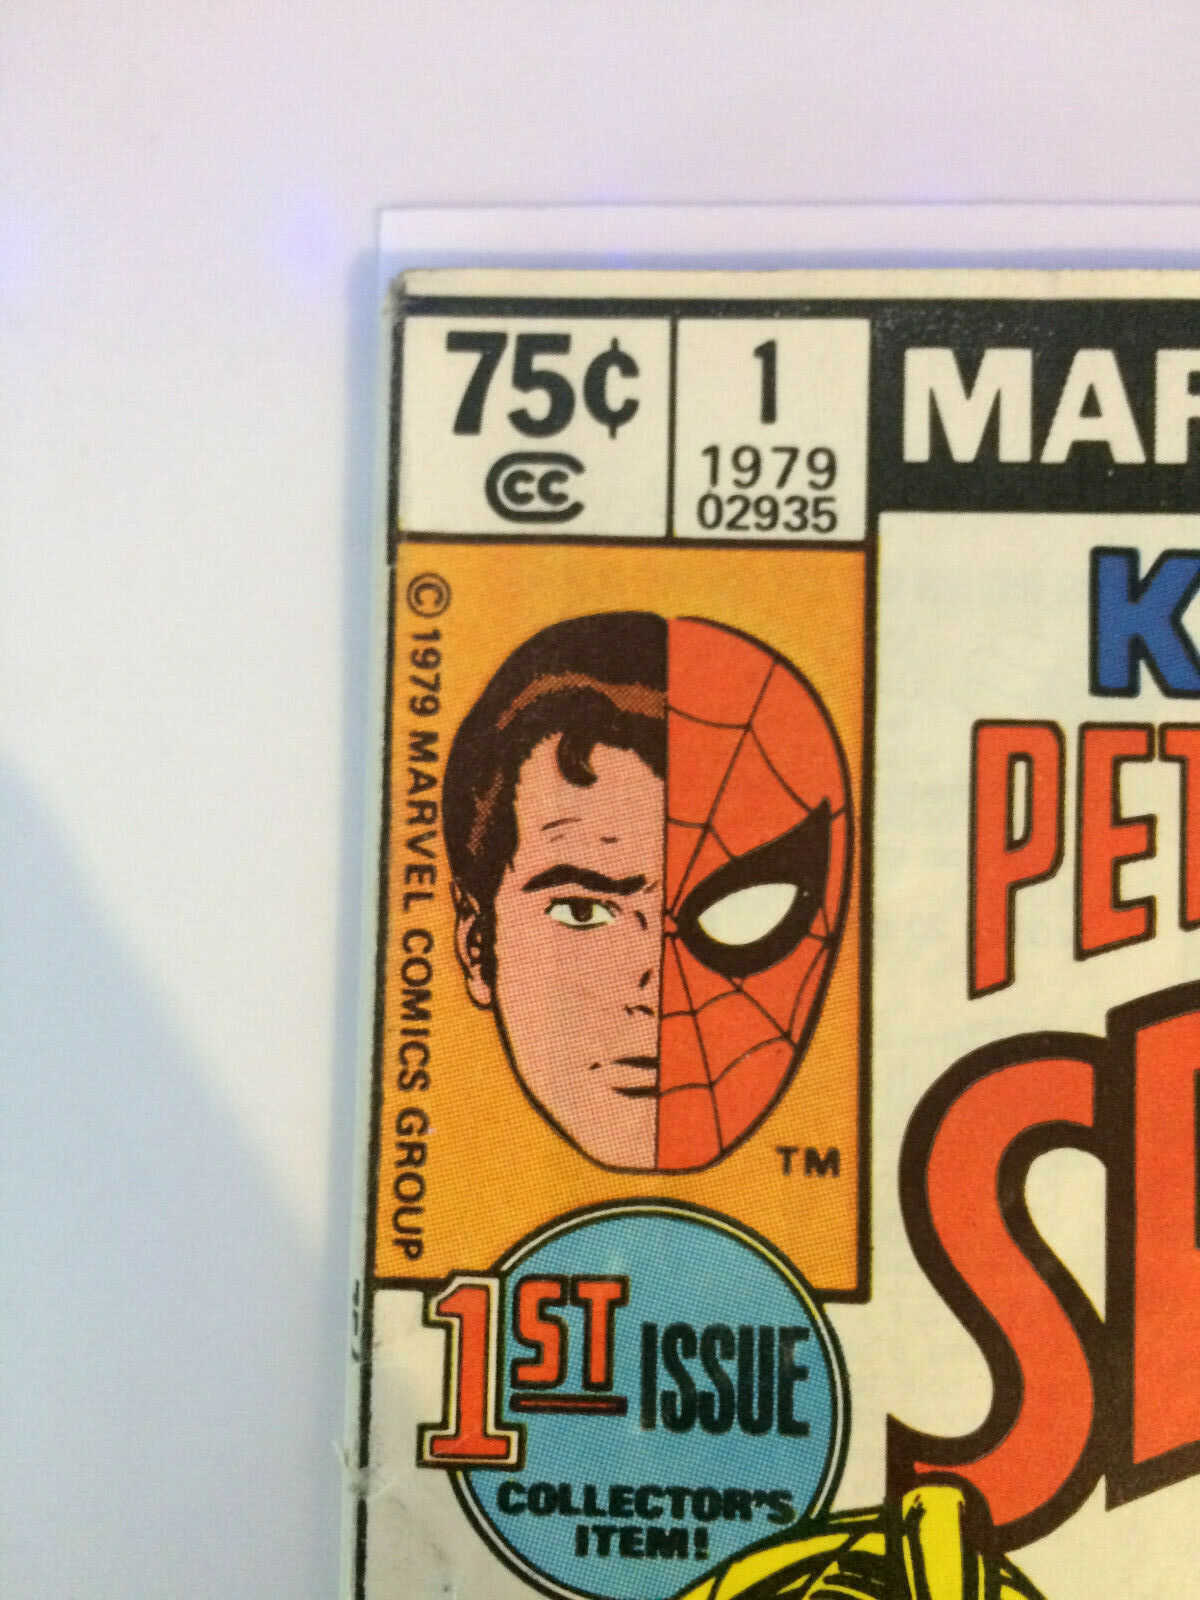 75¢
CC
1
1979
02935
MAR
K
PET
SP
©1979 MARVEL COMICS GROUP
TM
1ST ISSUE
COLLECTOR'S
ITEM!